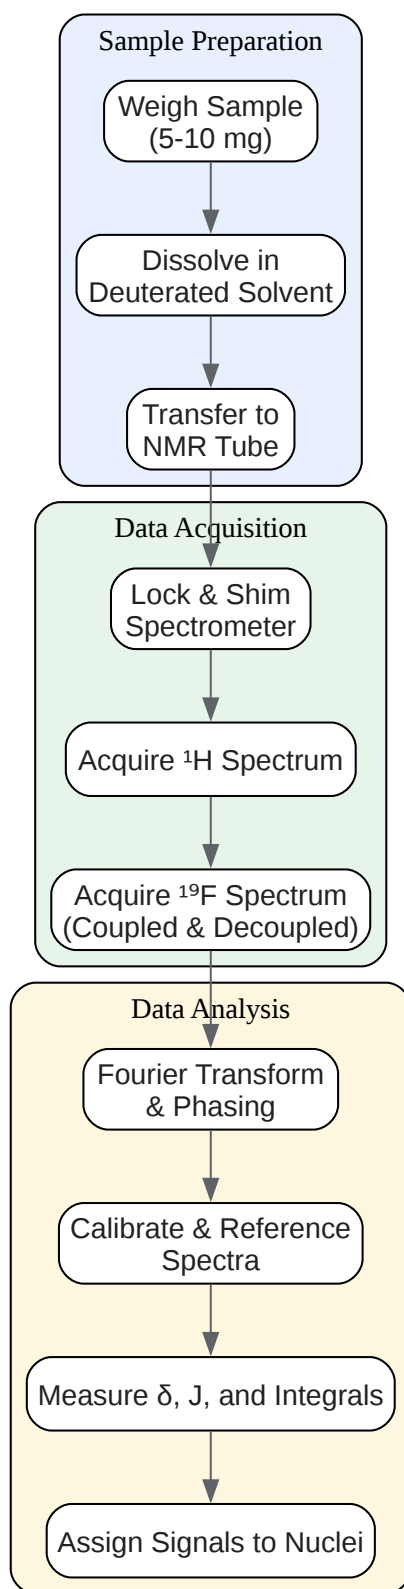 Sample Preparation
Weigh Sample
(5-10 mg)
Dissolve in
Deuterated Solvent
Transfer to
NMR Tube
Data Acquisition
Lock & Shim
Spectrometer
Acquire ¹H Spectrum
Acquire ¹⁹F Spectrum
(Coupled & Decoupled)
Data Analysis
Fourier Transform
& Phasing
Calibrate & Reference
Spectra
Measure δ, J, and Integrals
Assign Signals to Nuclei